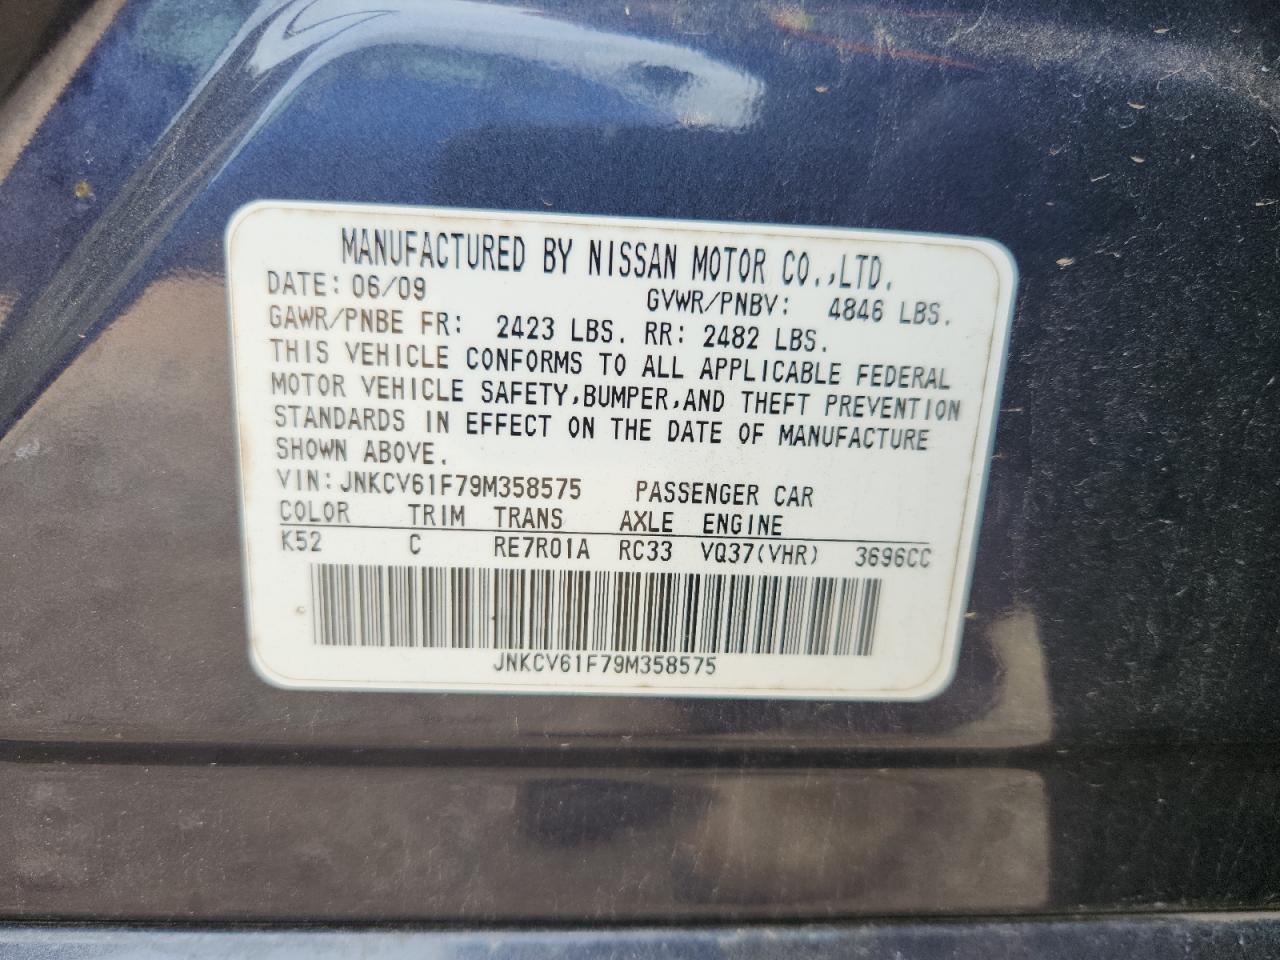 MANUFACTURED BY NISSAN MOTOR CO.,LTD.
DATE: 06/09 GVWR/PNBV: 4846 LBS.
GAWR/PNBE FR: 2423 LBS. RR: 2482 LBS.
THIS VEHICLE CONFORMS TO ALL APPLICABLE FEDERAL
MOTOR VEHICLE SAFETY,BUMPER,AND THEFT PREVENTION
STANDARDS IN EFFECT ON THE DATE OF MANUFACTURE
SHOWN ABOVE.
VIN: JNKCV61F79M358575 PASSENGER CAR
COLOR TRIM TRANS AXLE ENGINE
K52 C RE7R01A RC33 VQ37(VHR) 3696CC
JNKCV61F79M358575